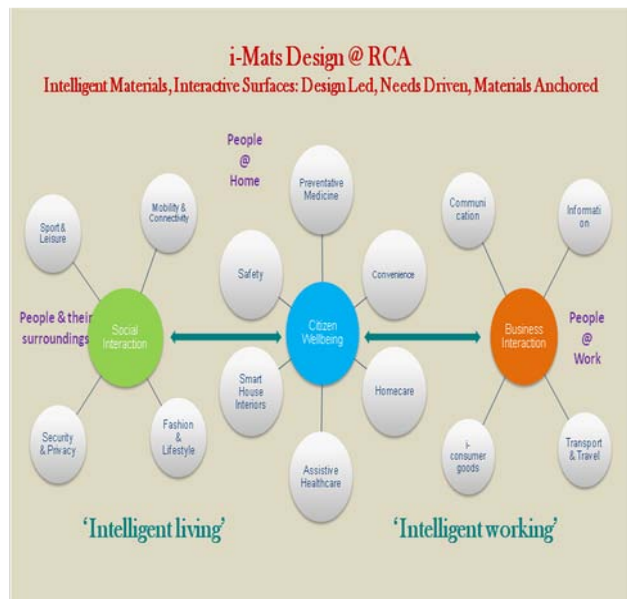 i-Mats Design @ RCA
Intelligent Materials, Interactive Surfaces: Design Led, Needs Driven, Materials Anchored
People
@
Home
Sport &
Leisure
Mobility &
Connectivity
People & their
surroundings
Social
Interaction
Security
& Privacy
Fashion
&
Lifestyle
Preventative
Medicine
Safety
Convenience
Citizen
Wellbeing
Smart
House
Interiors
Homecare
Assistive
Healthcare
Communi
cation
Informati
on
Business
Interaction
People
@
Work
i-
consumer
goods
Transport
& Travel
‘Intelligent living’
‘Intelligent working’